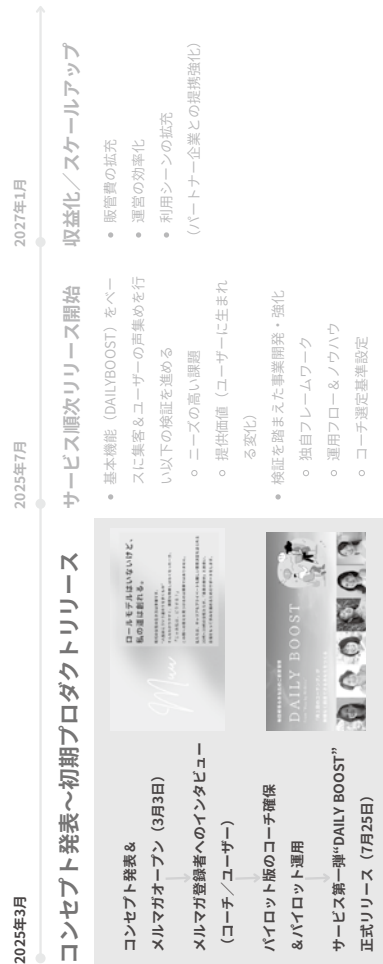 2025年3月
コンセプト発表～初期プロダクトリリース
コンセプト発表＆
メルマガオープン（3月3日）
メルマガ登録者へのインタビュー
（コーチ／ユーザー）
パイロット版のコーチ確保
＆パイロット運用
サービス第一弾“DAILY BOOST”
正式リリース（7月25日）
ロールモデルはいないけど、
私の道は創れる。
DAILY BOOST
2025年7月
サービス順次リリース開始
• 基本機能（DAILYBOOST）をベー
スに集客＆ユーザーの声集めを行
い以下の検証を進める
○ ニーズの高い課題
○ 提供価値（ユーザーに生まれ
る変化）
• 検証を踏まえた事業開発・強化
○ 独自フレームワーク
○ 運用フロー＆ノウハウ
○ コーチ選定基準設定
2027年1月
収益化／スケールアップ
• 販管費の拡充
• 運営の効率化
• 利用シーンの拡充
（パートナー企業との提携強化）